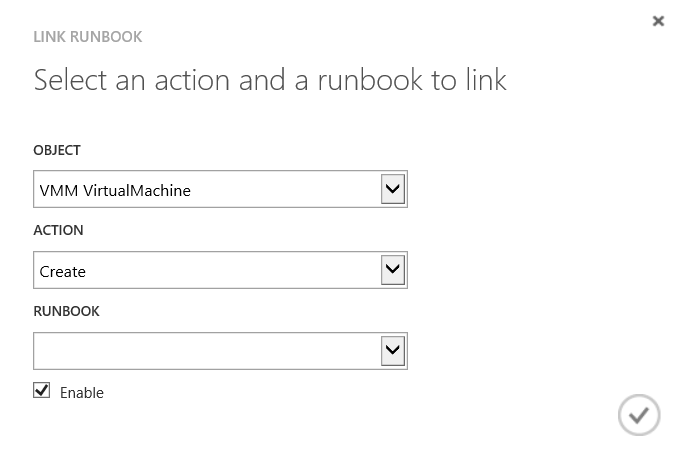 LINK RUNBOOK
Select an action and a runbook to link
OBJECT
VMM VirtualMachine
ACTION
Create
RUNBOOK
Enable